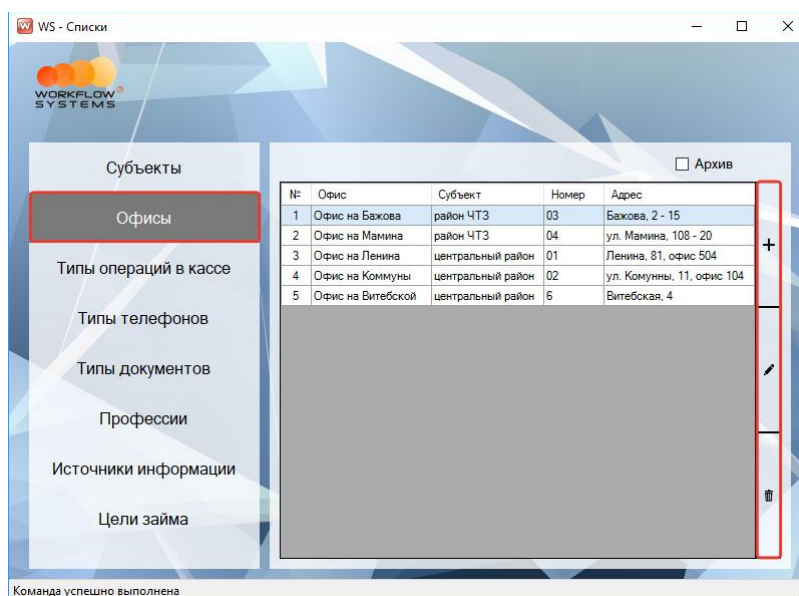 WS - Списки
WORKFLOW
SYSTEMS
Субъекты
Офисы
Типы операций в кассе
Типы телефонов
Типы документов
Профессии
Источники информации
Цели займа
Архив
№ Офис Субъект Номер Адрес
1 Офис на Бажова район ЧТЗ 03 Бажова, 2 - 15
2 Офис на Мамина район ЧТЗ 04 ул. Мамина, 108 - 20
3 Офис на Ленина центральный район 01 Ленина, 81, офис 504
4 Офис на Коммуны центральный район 02 ул. Комунны, 11, офис 104
5 Офис на Витебской центральный район 6 Витебская, 4
Команда успешно выполнена